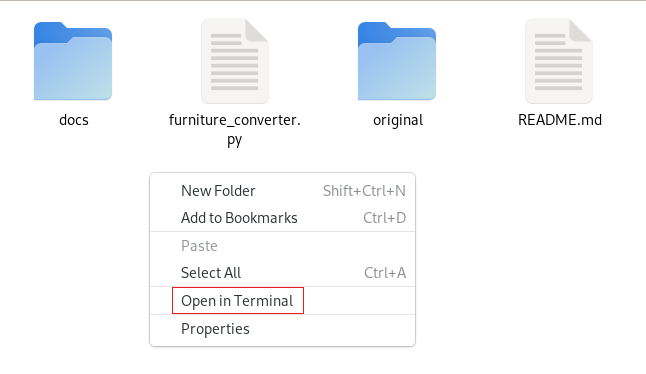 docs
furniture_converter.
py
original
README.md
New Folder Shift+Ctrl+N
Add to Bookmarks Ctrl+D
Paste
Select All Ctrl+A
Open in Terminal
Properties